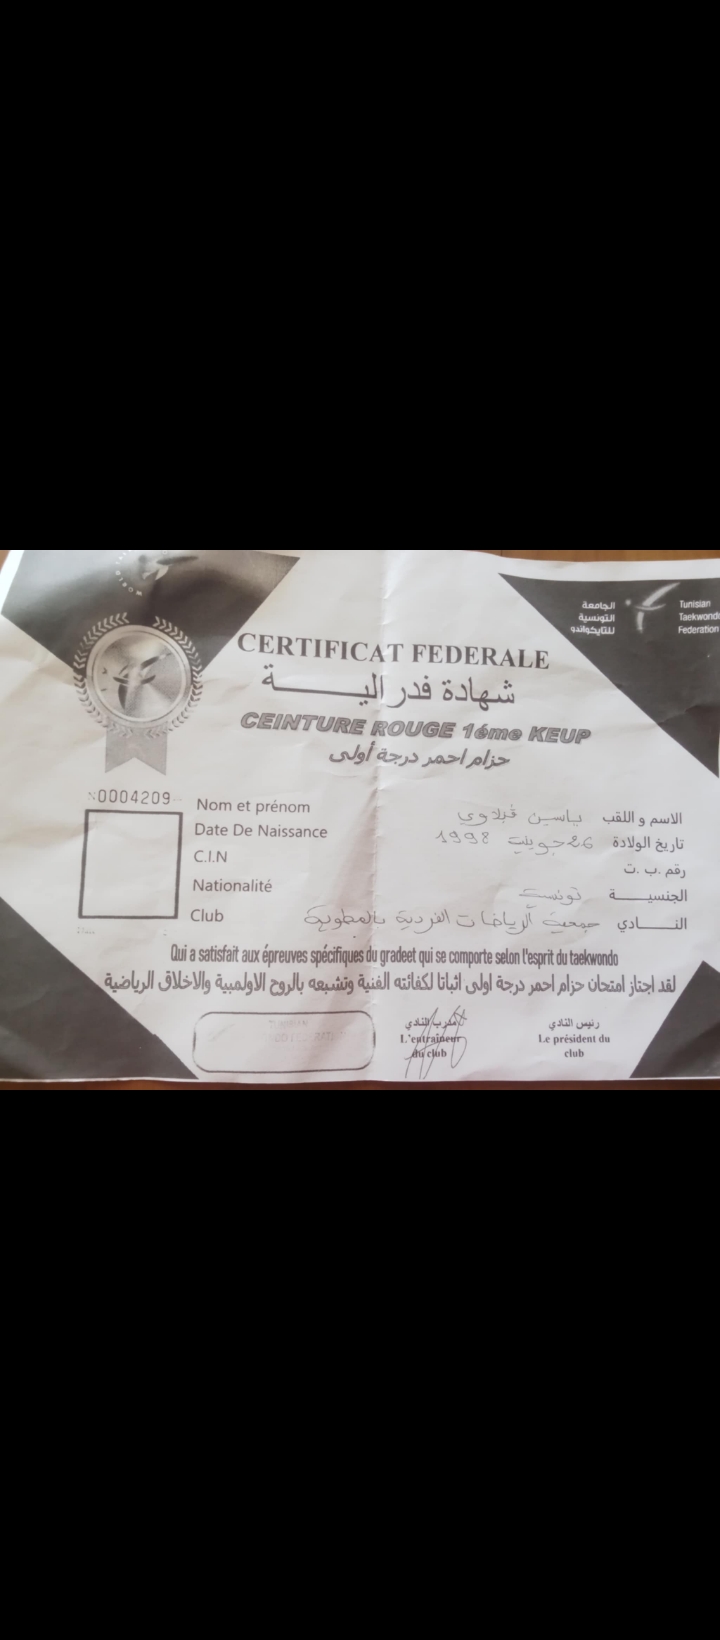 الجامعة
التونسية
للتايكواندو
Tunisian
Taekwondo
Federation
CERTIFICAT FEDERALE
شهادة فدرالية
CEINTURE ROUGE 1éme KEUP
حزام احمر درجة أولى
0004209
Nom et prénom
الاسم و اللقب ياسين
Date De Naissance
تاريخ الولادة 26 جويلية 1998
C.I.N
رقم ب. ت.
Nationalité
الجنسية تونسية
Club
النادي جمعية الرياضات الفردية بالمطوية
Qui a satisfait aux épreuves spécifiques du gradeet qui se comporte selon l'esprit du taekwondo
لقد اجتاز امتحان حزام احمر درجة اولى اثباتا لكفائته الفنية وتشبعه بالروح الاولمبية والاخلاق الرياضية
مدرب النادي
L'entraineur
du club
رئيس النادي
Le président du
club